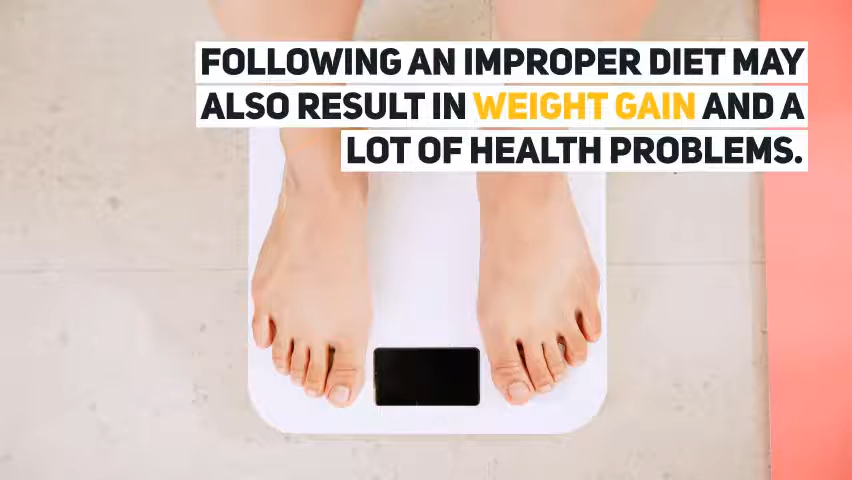 FOLLOWING AN IMPROPER DIET MAY
ALSO RESULT IN WEIGHT GAIN AND A
LOT OF HEALTH PROBLEMS.